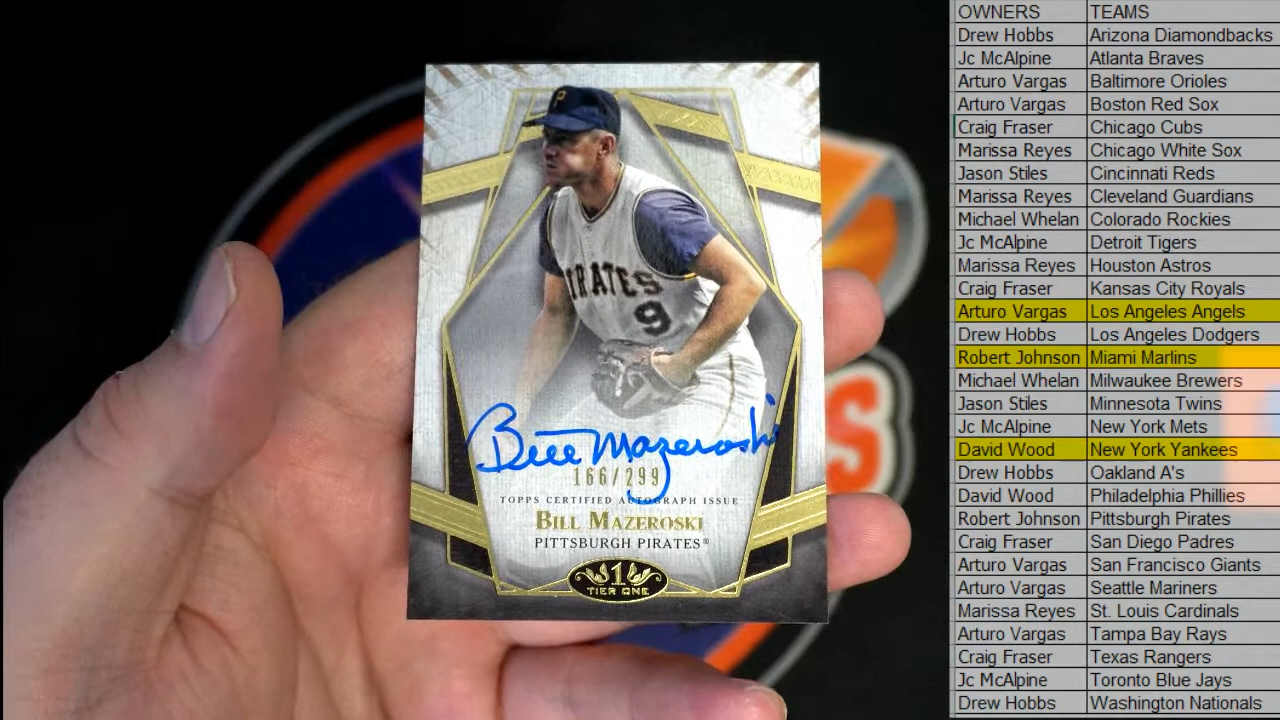 P
PIRATES
9
Bill Mazeroski
166/299
TOPPS CERTIFIED AUTOGRAPH ISSUE
BILL MAZEROSKI
PITTSBURGH PIRATES®
1
TIER ONE
OWNERS TEAMS
Drew Hobbs Arizona Diamondbacks
Jc McAlpine Atlanta Braves
Arturo Vargas Baltimore Orioles
Arturo Vargas Boston Red Sox
Craig Fraser Chicago Cubs
Marissa Reyes Chicago White Sox
Jason Stiles Cincinnati Reds
Marissa Reyes Cleveland Guardians
Michael Whelan Colorado Rockies
Jc McAlpine Detroit Tigers
Marissa Reyes Houston Astros
Craig Fraser Kansas City Royals
Arturo Vargas Los Angeles Angels
Drew Hobbs Los Angeles Dodgers
Robert Johnson Miami Marlins
Michael Whelan Milwaukee Brewers
Jason Stiles Minnesota Twins
Jc McAlpine New York Mets
David Wood New York Yankees
Drew Hobbs Oakland A's
David Wood Philadelphia Phillies
Robert Johnson Pittsburgh Pirates
Craig Fraser San Diego Padres
Arturo Vargas San Francisco Giants
Arturo Vargas Seattle Mariners
Marissa Reyes St. Louis Cardinals
Arturo Vargas Tampa Bay Rays
Craig Fraser Texas Rangers
Jc McAlpine Toronto Blue Jays
Drew Hobbs Washington Nationals